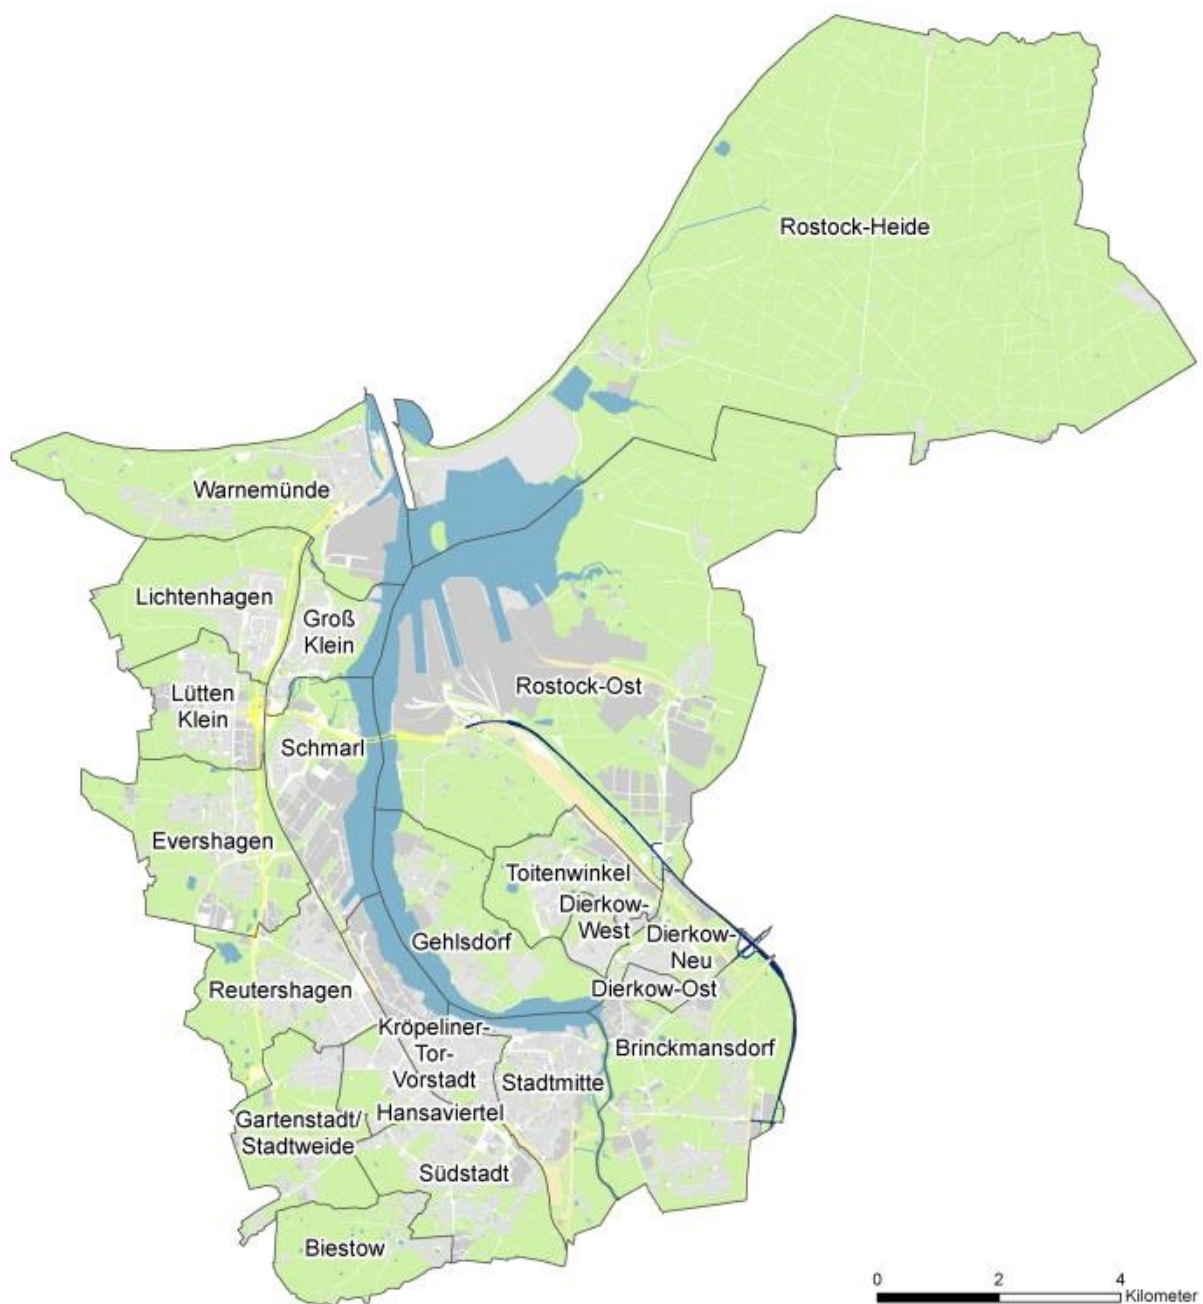 Rostock-Heide
Warnemünde
Lichtenhagen
Groß
Klein
Lütten
Klein
Rostock-Ost
Schmarl
Evershagen
Toitenwinkel
Dierkow-
West
Gehlsdorf
Dierkow-
Neu
Reutershagen
Dierkow-Ost
Kröpeliner-
Tor-
Vorstadt
Brinckmansdorf
Stadtmitte
Hansaviertel
Gartenstadt/
Stadtweide
Südstadt
Biestow
0 2 4
Kilometer